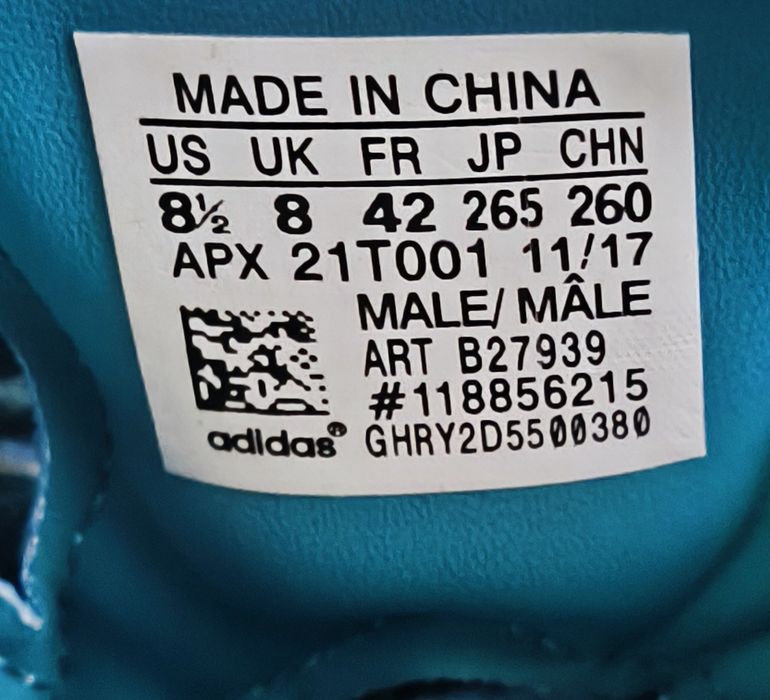 MADE IN CHINA
US UK FR JP CHN
8½ 8 42 265 260
APX 21T001 11/17
MALE/ MÂLE
ART B27939
#118856215
adidas® GHRY2D5500380